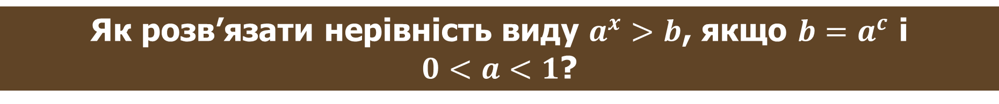 Як розв’язати нерівність виду 𝒂ˣ > 𝒃, якщо 𝒃 = 𝒂ᶜ і
𝟎 < 𝒂 < 𝟏?